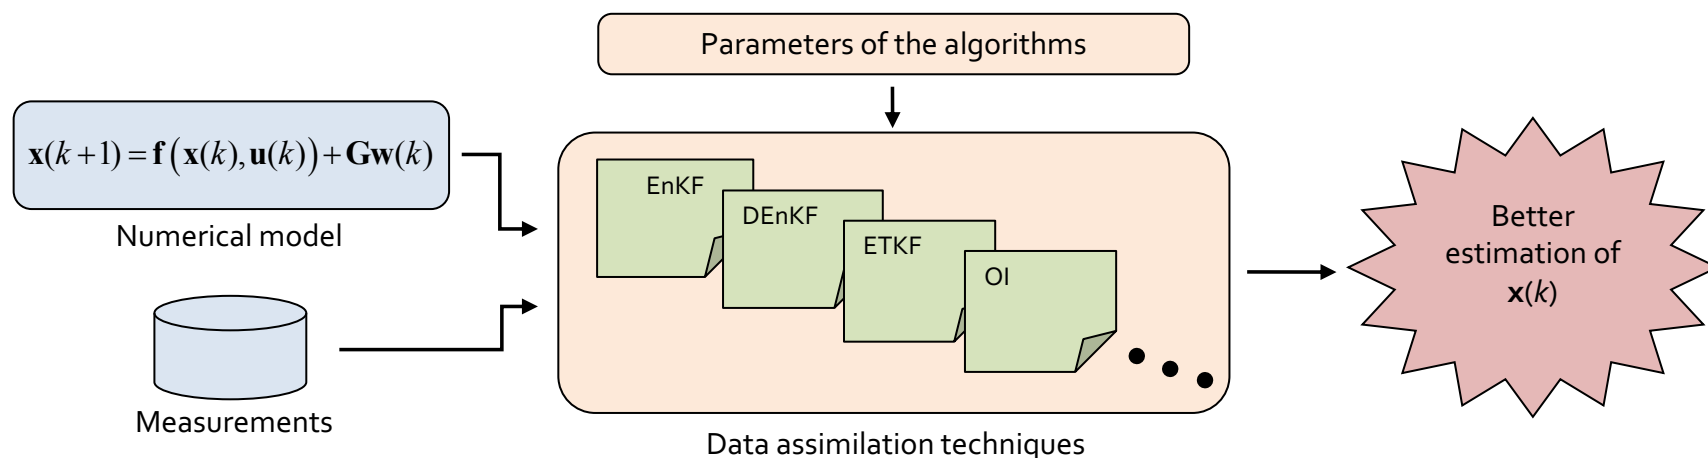 Parameters of the algorithms
x(k+1) = f(x(k),u(k))+Gw(k)
Numerical model
Measurements
EnKF
DEnKF
ETKF
OI
Data assimilation techniques
Better
estimation of
x(k)